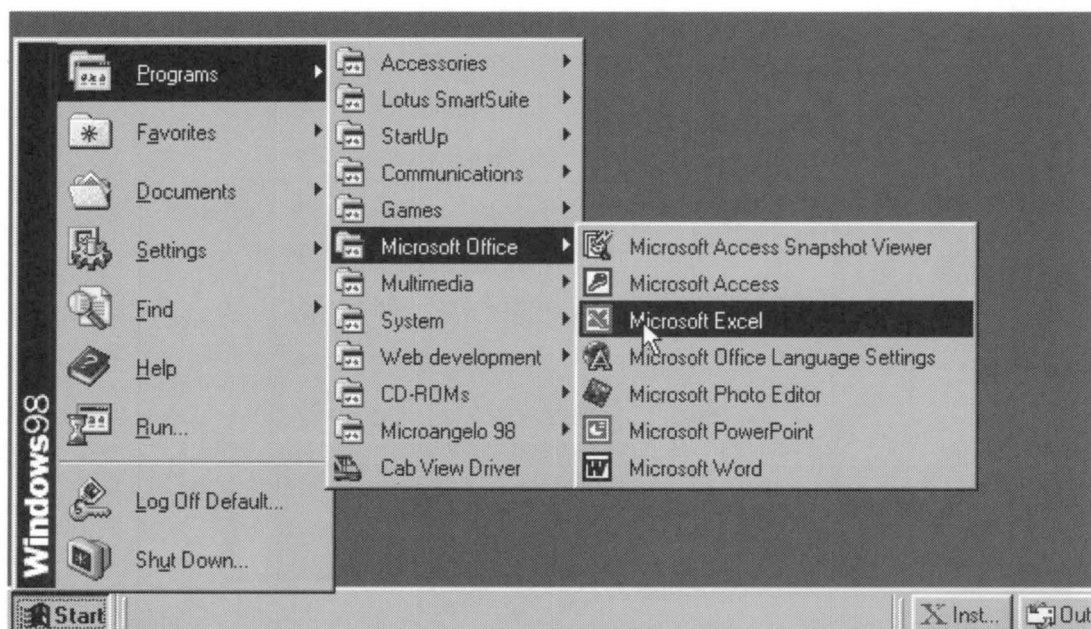 Programs
Favorites
Documents
Settings
Find
Help
Run...
Log Off Default...
Shut Down...
Windows98
Accessories
Lotus SmartSuite
StartUp
Communications
Games
Microsoft Office
Multimedia
System
Web development
CD-ROMs
Microangelo 98
Cab View Driver
Microsoft Access Snapshot Viewer
Microsoft Access
Microsoft Excel
Microsoft Office Language Settings
Microsoft Photo Editor
Microsoft PowerPoint
Microsoft Word
Start
Inst...
Out